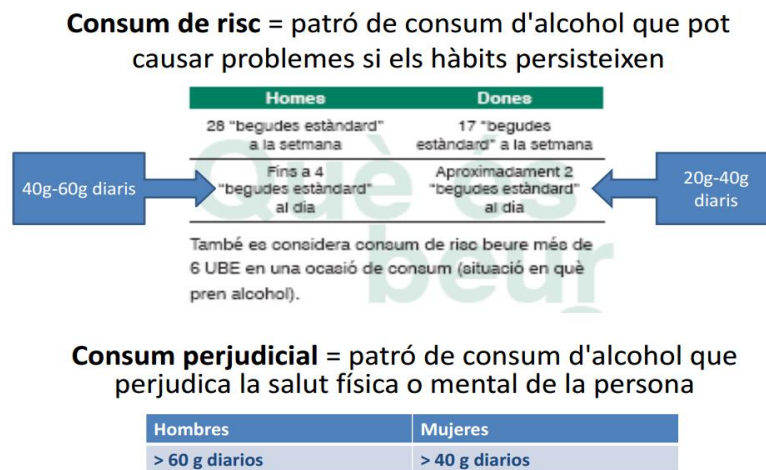 Consum de risc = patró de consum d'alcohol que pot
causar problemes si els hàbits persisteixen
Homes Dones
28 "begudes estàndard" 17 "begudes
a la setmana estàndard" a la setmana
40g-60g diaris
Fins a 4 Aproximadament 2
"begudes estàndard" "begudes estàndard"
al dia al dia
20g-40g
diaris
També es considera consum de risc beure més de
6 UBE en una ocasió de consum (situació en què
pren alcohol).
Què és
beur
Consum perjudicial = patró de consum d'alcohol que
perjudica la salut física o mental de la persona
Hombres Mujeres
> 60 g diarios > 40 g diarios